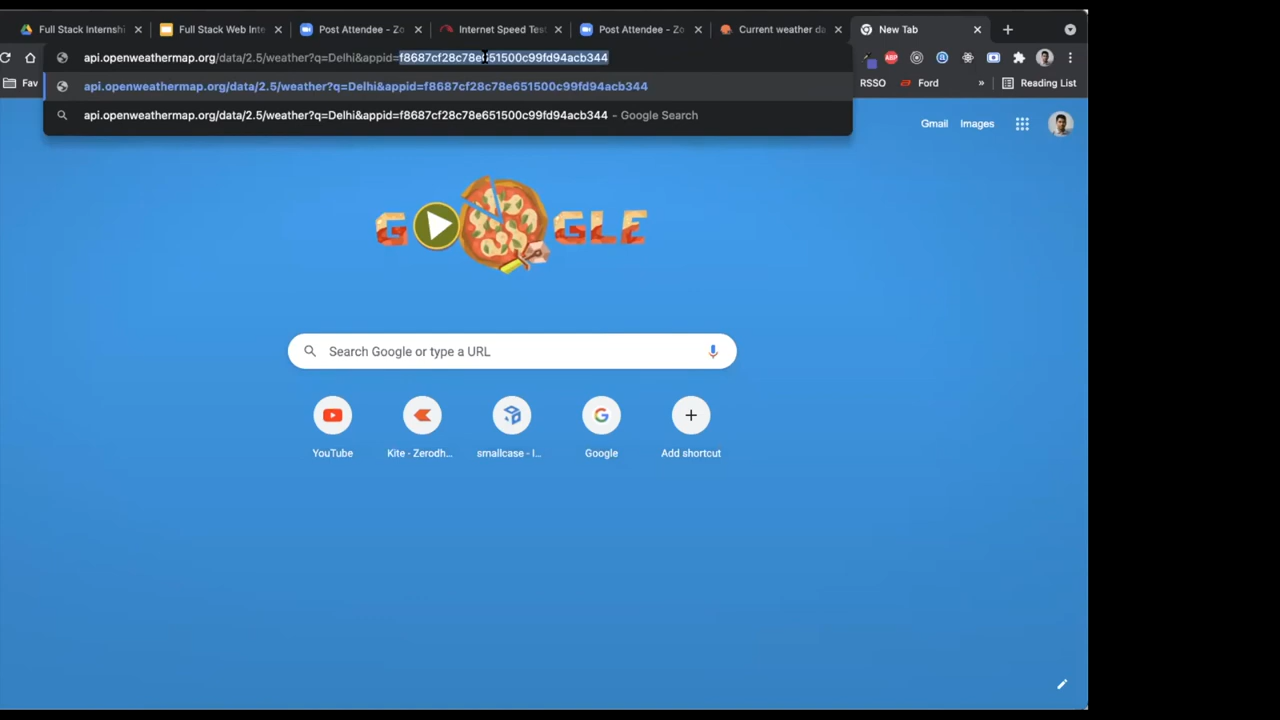 Full Stack Internshi
Full Stack Web Inte
Post Attendee - Zo
Internet Speed Test
Post Attendee - Zo
Current weather da
New Tab
api.openweathermap.org/data/2.5/weather?q=Delhi&appid=f8687cf28c78e651500c99fd94acb344
api.openweathermap.org/data/2.5/weather?q=Delhi&appid=f8687cf28c78e651500c99fd94acb344
api.openweathermap.org/data/2.5/weather?q=Delhi&appid=f8687cf28c78e651500c99fd94acb344 - Google Search
Fav
RSSO
Ford
»
Reading List
ABP
Gmail
Images
GOOGLE
Search Google or type a URL
YouTube
Kite - Zerodh...
smallcase - I...
Google
Add shortcut